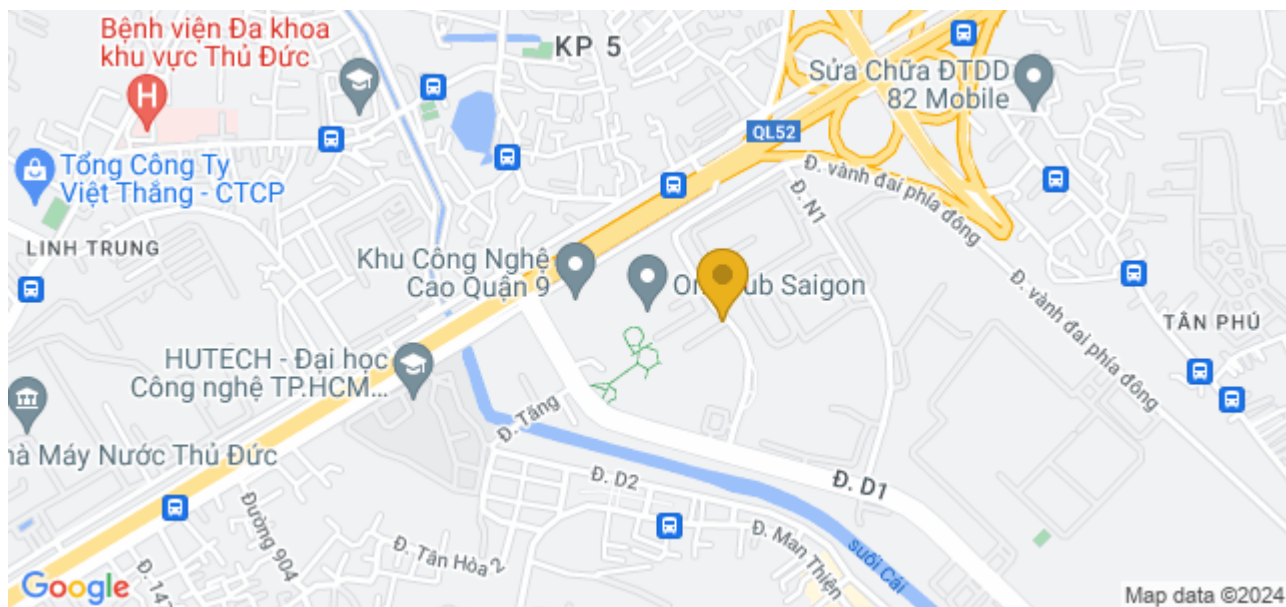 Bệnh viện Đa khoa
khu vực Thủ Đức
KP 5
Sửa Chữa ĐTDD
82 Mobile
QL52
Tổng Công Ty
Việt Thắng - CTCP
Đ. vành đai phía đông
Đ. N1
LINH TRUNG
Khu Công Nghệ
Cao Quận 9
Saigon
Đ. vành đai phía đông
TÂN PHÚ
HUTECH - Đại học
Công nghệ TP.HCM...
Đ. Tăng
Máy Nước Thủ Đức
Đ. D2
Đ. D1
Đường 904
Đ. Tân Hòa 2
Đ. Man Thiện
suối Cái
Google
Map data ©2024